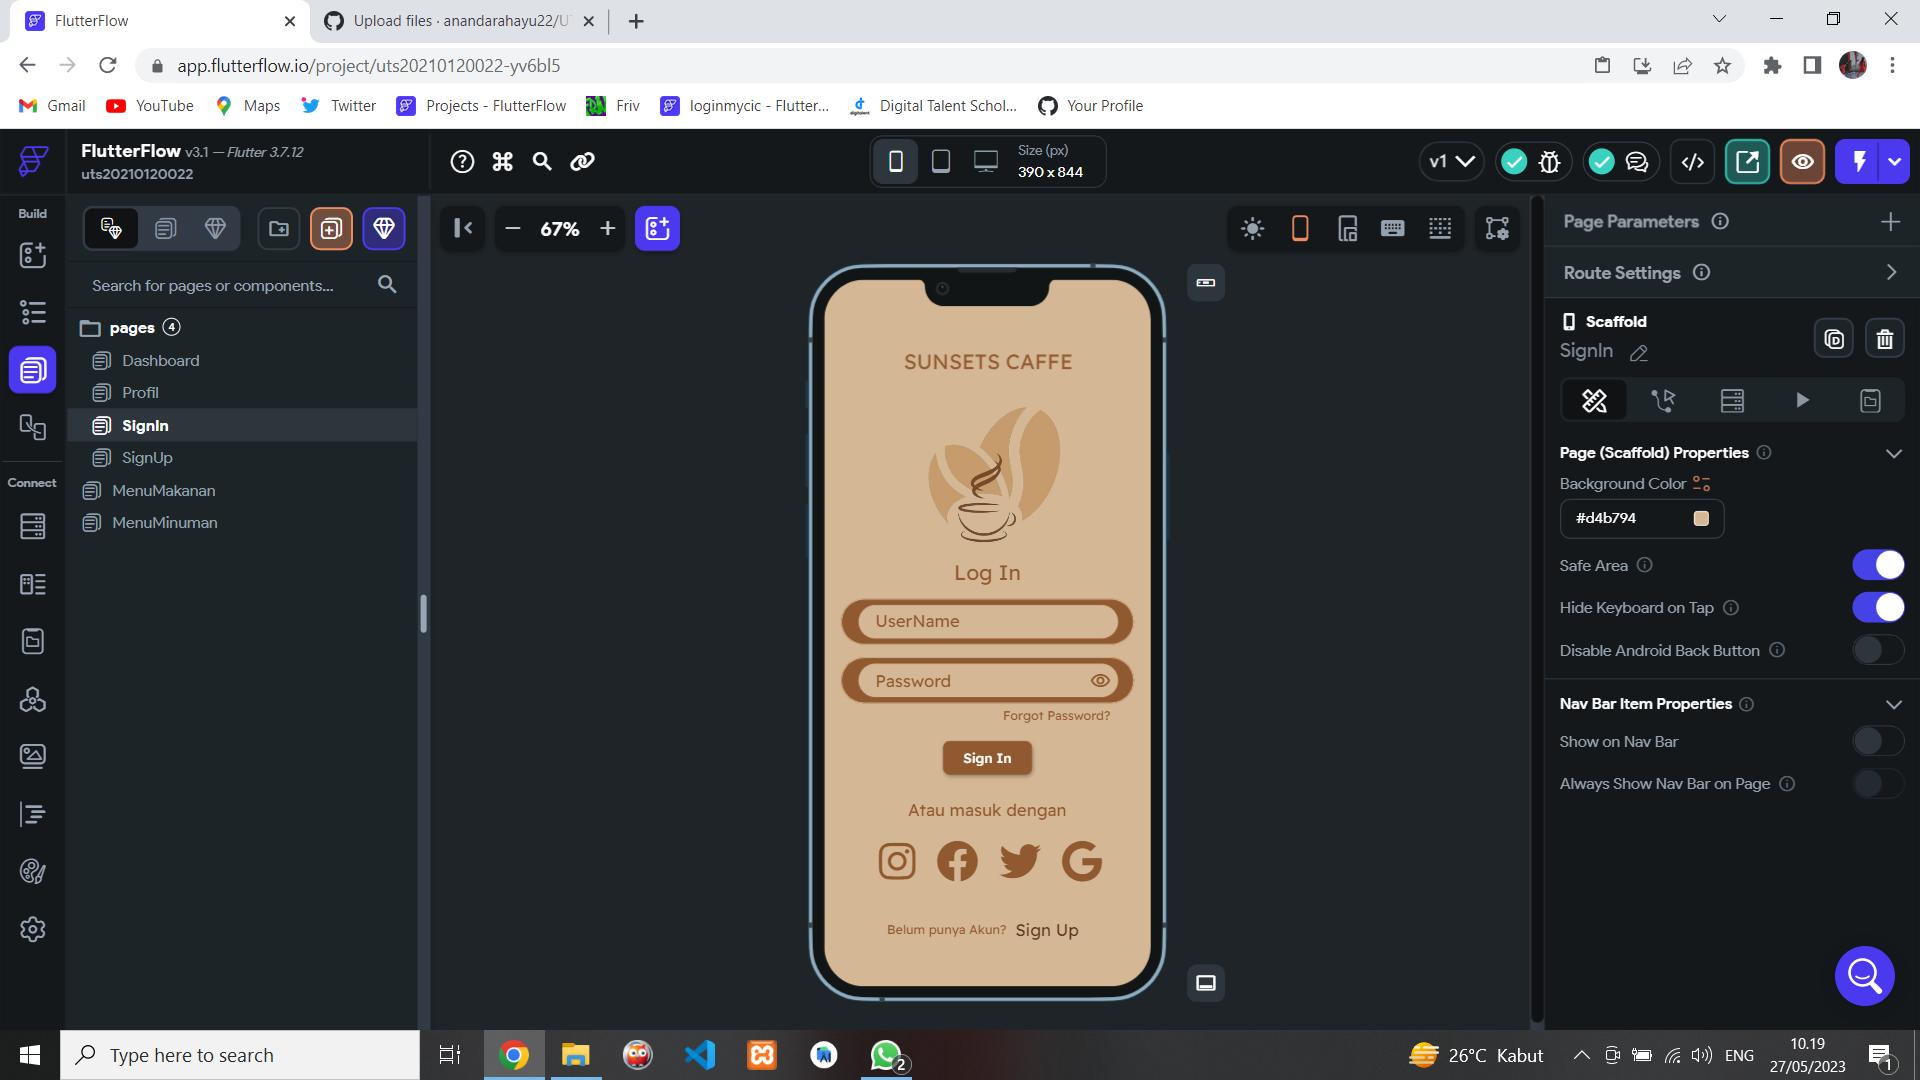 FlutterFlow
Upload files · anandarahayu22/U
app.flutterflow.io/project/uts20210120022-yv6bl5
Gmail
YouTube
Maps
Twitter
Projects - FlutterFlow
Friv
loginmycic - Flutter...
Digital Talent Schol...
Your Profile
FlutterFlow v3.1 — Flutter 3.7.12
uts20210120022
Size (px)
390 x 844
v1
Build
67%
Search for pages or components...
pages 4
Dashboard
Profil
SignIn
SignUp
MenuMakanan
MenuMinuman
Connect
SUNSETS CAFFE
Log In
UserName
Password
Forgot Password?
Sign In
Atau masuk dengan
Belum punya Akun? Sign Up
Page Parameters
Route Settings
Scaffold
SignIn
Page (Scaffold) Properties
Background Color
#d4b794
Safe Area
Hide Keyboard on Tap
Disable Android Back Button
Nav Bar Item Properties
Show on Nav Bar
Always Show Nav Bar on Page
Type here to search
2
26°C Kabut
ENG
10.19
27/05/2023
1